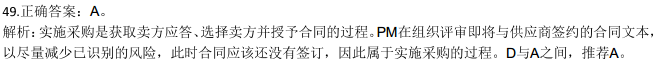 49.正确答案：A。
解析：实施采购是获取卖方应答、选择卖方并授予合同的过程。PM在组织评审即将与供应商签约的合同文本，
以尽量减少已识别的风险，此时合同应该还没有签订，因此属于实施采购的过程。D与A之间，推荐A。